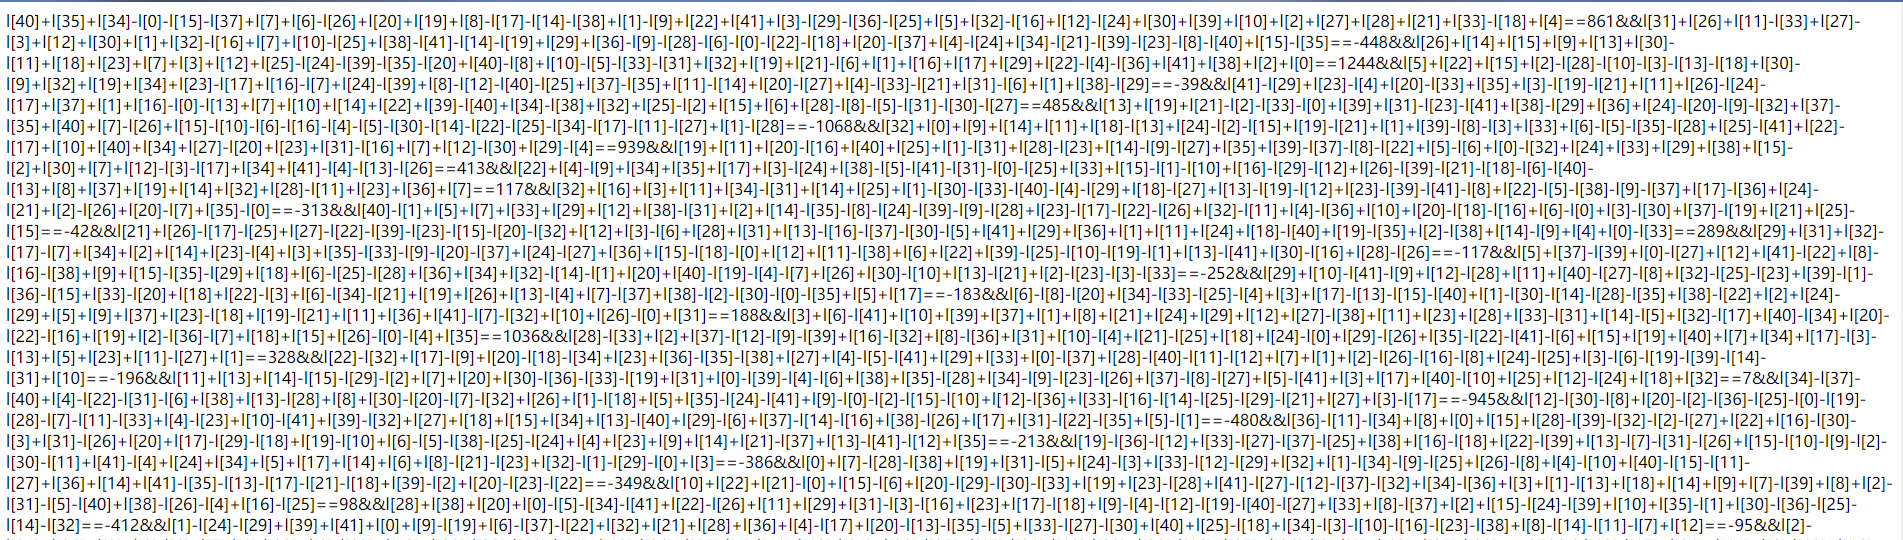 l[40]+l[35]+l[34]-l[0]-l[15]-l[37]+l[7]+l[6]-l[26]+l[20]+l[19]+l[8]-l[17]-l[14]-l[38]+l[1]-l[9]+l[22]+l[41]+l[3]-l[29]-l[36]-l[25]+l[5]+l[32]-l[16]+l[12]-l[24]+l[30]+l[39]+l[10]+l[2]+l[27]+l[28]+l[21]+l[33]-l[18]+l[4]==861&&l[31]+l[26]+l[11]-l[33]+l[27]-
l[3]+l[12]+l[30]+l[1]+l[32]-l[16]+l[7]+l[10]-l[25]+l[38]-l[41]-l[14]-l[19]+l[29]+l[36]-l[9]-l[28]-l[6]-l[0]-l[22]-l[18]+l[20]-l[37]+l[4]-l[24]+l[34]-l[21]-l[39]-l[23]-l[8]-l[40]+l[15]-l[35]==-448&&l[26]+l[14]+l[15]+l[9]+l[13]+l[30]-
l[11]+l[18]+l[23]+l[7]+l[3]+l[12]+l[25]-l[24]-l[39]-l[35]-l[20]+l[40]+l[8]+l[10]-l[5]-l[33]-l[31]+l[32]+l[19]+l[21]-l[6]+l[1]+l[16]+l[17]+l[29]+l[22]-l[4]-l[36]+l[41]+l[38]+l[2]+l[0]==1244&&l[5]+l[22]+l[15]+l[2]-l[28]-l[10]-l[3]-l[13]-l[18]+l[30]-
l[9]+l[32]+l[19]+l[34]+l[23]-l[17]+l[16]-l[7]+l[24]-l[39]+l[8]-l[12]-l[40]-l[25]+l[37]-l[35]+l[11]-l[14]+l[20]-l[27]+l[4]-l[33]-l[21]+l[31]-l[6]+l[1]+l[38]-l[29]==-39&&l[41]-l[29]+l[23]-l[4]+l[20]-l[33]+l[35]+l[3]-l[19]-l[21]+l[11]+l[26]-l[24]-
l[17]+l[37]+l[1]+l[16]-l[0]-l[13]+l[7]+l[10]+l[14]+l[22]+l[39]-l[40]+l[34]-l[38]+l[32]+l[25]-l[2]+l[15]+l[6]+l[28]-l[8]-l[5]-l[31]-l[30]-l[27]==485&&l[13]+l[19]+l[21]-l[2]-l[33]-l[0]+l[39]+l[31]-l[23]-l[41]+l[38]-l[29]+l[36]+l[24]-l[20]-l[9]-l[32]+l[37]-
l[35]+l[40]+l[7]-l[26]+l[15]-l[10]-l[6]-l[16]-l[4]-l[5]-l[30]-l[14]-l[22]-l[25]-l[34]-l[17]-l[11]-l[27]+l[1]-l[28]==-1068&&l[32]+l[0]+l[9]+l[14]+l[11]+l[18]-l[13]+l[24]-l[2]-l[15]+l[19]-l[21]+l[1]+l[39]-l[8]-l[3]+l[33]+l[6]-l[5]-l[35]-l[28]+l[25]-l[41]+l[22]-
l[17]+l[10]+l[40]+l[34]+l[27]-l[20]+l[23]+l[31]-l[16]+l[7]+l[12]-l[30]+l[29]-l[4]==939&&l[19]+l[11]+l[20]-l[16]+l[40]+l[25]+l[1]-l[31]+l[28]-l[23]+l[14]-l[9]-l[27]+l[35]+l[39]-l[37]-l[8]-l[22]+l[5]-l[6]+l[0]-l[32]+l[24]+l[33]+l[29]+l[38]+l[15]-
l[2]+l[30]+l[7]+l[12]-l[3]-l[17]+l[34]+l[41]-l[4]-l[13]-l[26]==413&&l[22]+l[4]-l[9]+l[34]+l[35]+l[17]+l[3]-l[24]+l[38]-l[5]-l[41]-l[31]-l[0]-l[25]+l[33]+l[15]-l[1]-l[10]+l[16]-l[29]-l[12]+l[26]-l[39]-l[21]-l[18]-l[6]-l[40]-
l[13]+l[8]+l[37]+l[19]+l[14]+l[32]+l[28]-l[11]+l[23]+l[36]+l[7]==117&&l[32]+l[16]+l[3]+l[11]+l[34]-l[31]+l[14]+l[25]+l[1]-l[30]-l[33]-l[40]-l[4]-l[29]+l[18]-l[27]+l[13]-l[19]-l[12]+l[23]-l[39]-l[41]-l[8]+l[22]-l[5]-l[38]-l[9]-l[37]+l[17]-l[36]+l[24]-
l[21]+l[2]-l[26]+l[20]-l[7]+l[35]-l[0]==-313&&l[40]-l[1]+l[5]+l[7]+l[33]+l[29]+l[12]+l[38]-l[31]+l[2]+l[14]-l[35]-l[8]-l[24]-l[39]-l[9]-l[28]+l[23]-l[17]-l[22]-l[26]+l[32]-l[11]+l[4]-l[36]+l[10]+l[20]-l[18]-l[16]+l[6]-l[0]+l[3]-l[30]+l[37]-l[19]+l[21]+l[25]-
l[15]==-42&&l[21]+l[26]-l[17]-l[25]+l[27]-l[22]-l[39]-l[23]-l[15]-l[20]-l[32]+l[12]+l[3]-l[6]+l[28]+l[31]+l[13]-l[16]-l[37]-l[30]-l[5]+l[41]+l[29]+l[36]+l[1]+l[11]+l[24]+l[18]-l[40]+l[19]-l[35]+l[2]-l[38]+l[14]-l[9]+l[4]+l[0]-l[33]==289&&l[29]+l[31]+l[32]-
l[17]-l[7]+l[34]+l[2]+l[14]+l[23]-l[4]+l[3]+l[35]-l[33]-l[9]-l[20]-l[37]+l[24]-l[27]+l[36]+l[15]-l[18]-l[0]+l[12]+l[11]-l[38]+l[6]+l[22]+l[39]-l[25]-l[10]-l[19]-l[1]+l[13]-l[41]+l[30]-l[16]+l[28]-l[26]==-117&&l[5]+l[37]-l[39]+l[0]-l[27]+l[12]+l[41]-l[22]+l[8]-
l[16]-l[38]+l[9]+l[15]-l[35]-l[29]+l[18]+l[6]-l[25]-l[28]+l[36]+l[34]+l[32]-l[14]-l[1]+l[20]+l[40]-l[19]-l[4]-l[7]+l[26]+l[30]-l[10]+l[13]-l[21]+l[2]-l[23]-l[3]-l[33]==-252&&l[29]+l[10]-l[41]-l[9]+l[12]-l[28]+l[11]+l[40]-l[27]-l[8]+l[32]-l[25]-l[23]+l[39]-l[1]-
l[36]-l[15]+l[33]-l[20]+l[18]+l[22]-l[3]+l[6]-l[34]-l[21]+l[19]+l[26]+l[13]-l[4]+l[7]-l[37]+l[38]-l[2]-l[30]-l[0]-l[35]+l[5]+l[17]==-183&&l[6]-l[8]-l[20]+l[34]-l[33]-l[25]-l[4]+l[3]+l[17]-l[13]-l[15]-l[40]+l[1]-l[30]-l[14]-l[28]-l[35]+l[38]-l[22]+l[2]+l[24]-
l[29]+l[5]+l[9]+l[37]+l[23]-l[18]+l[19]-l[21]+l[11]+l[36]+l[41]-l[7]-l[32]+l[10]+l[26]-l[0]+l[31]==188&&l[3]+l[6]-l[41]+l[10]+l[39]+l[37]+l[1]+l[8]+l[21]+l[24]+l[29]+l[12]+l[27]-l[38]+l[11]+l[23]+l[28]+l[33]-l[31]+l[14]-l[5]+l[32]-l[17]+l[40]-l[34]+l[20]-
l[22]-l[16]+l[19]+l[2]-l[36]-l[7]+l[18]+l[15]+l[26]-l[0]-l[4]+l[35]==1036&&l[28]-l[33]+l[2]+l[37]-l[12]-l[9]-l[39]+l[16]-l[32]+l[8]-l[36]+l[31]+l[10]-l[4]+l[21]-l[25]+l[18]+l[24]-l[0]+l[29]-l[26]+l[35]-l[22]-l[41]-l[6]+l[15]+l[19]+l[40]+l[7]+l[34]+l[17]-l[3]-
l[13]+l[5]+l[23]+l[11]-l[27]+l[1]==328&&l[22]-l[32]+l[17]-l[9]+l[20]-l[18]-l[34]+l[23]+l[36]-l[35]-l[38]+l[27]+l[4]-l[5]-l[41]+l[29]+l[33]+l[0]-l[37]+l[28]-l[40]-l[11]-l[12]+l[7]+l[1]+l[2]-l[26]-l[16]-l[8]+l[24]-l[25]+l[3]-l[6]-l[19]-l[39]-l[14]-
l[31]+l[10]==-196&&l[11]+l[13]+l[14]-l[15]-l[29]-l[2]+l[7]+l[20]+l[30]-l[36]-l[33]-l[19]+l[31]+l[0]-l[39]-l[4]-l[6]+l[38]+l[35]-l[28]+l[34]-l[9]-l[23]-l[26]+l[37]-l[8]-l[27]+l[5]-l[41]+l[3]+l[17]+l[40]-l[10]+l[25]+l[12]-l[24]+l[18]+l[32]==7&&l[34]-l[37]-
l[40]+l[4]-l[22]-l[31]-l[6]+l[38]+l[13]-l[28]+l[8]+l[30]-l[20]-l[7]-l[32]+l[26]+l[1]-l[18]+l[5]+l[35]-l[24]-l[41]+l[9]-l[0]-l[2]-l[15]-l[10]+l[12]-l[36]+l[33]-l[16]-l[14]-l[25]-l[29]-l[21]+l[27]+l[3]-l[17]==-945&&l[12]-l[30]-l[8]+l[20]-l[2]-l[36]-l[25]-l[0]-l[19]-
l[28]-l[7]-l[11]-l[33]+l[4]-l[23]+l[10]-l[41]+l[39]-l[32]+l[27]+l[18]+l[15]+l[34]+l[13]-l[40]+l[29]-l[6]+l[37]-l[14]-l[16]+l[38]-l[26]+l[17]+l[31]-l[22]-l[35]+l[5]-l[1]==-480&&l[36]-l[11]-l[34]+l[8]+l[0]+l[15]+l[28]-l[39]-l[32]-l[2]-l[27]+l[22]+l[16]-l[30]-
l[3]+l[31]-l[26]+l[20]+l[17]-l[29]-l[18]+l[19]-l[10]+l[6]-l[5]-l[38]-l[25]-l[24]+l[4]+l[23]+l[9]+l[14]+l[21]-l[37]+l[13]-l[41]-l[12]+l[35]==-213&&l[19]-l[36]-l[12]+l[33]-l[27]-l[37]-l[25]+l[38]+l[16]-l[18]+l[22]-l[39]+l[13]-l[7]-l[31]-l[26]+l[15]-l[10]-l[9]-l[2]-
l[30]-l[11]+l[41]-l[4]+l[24]+l[34]+l[5]+l[17]+l[14]+l[6]+l[8]-l[21]-l[23]+l[32]-l[1]-l[29]-l[0]+l[3]==-386&&l[0]+l[7]-l[28]-l[38]+l[19]+l[31]-l[5]+l[24]-l[3]+l[33]-l[12]-l[29]+l[32]+l[1]-l[34]-l[9]-l[25]+l[26]-l[8]+l[4]-l[10]+l[40]-l[15]-l[11]-
l[27]+l[36]+l[14]+l[41]-l[35]-l[13]-l[17]-l[21]-l[18]+l[39]-l[2]+l[20]-l[23]-l[22]==-349&&l[10]+l[22]+l[21]-l[0]+l[15]-l[6]+l[20]-l[29]-l[30]-l[33]+l[19]+l[23]-l[28]+l[41]-l[27]-l[12]-l[37]-l[32]+l[34]-l[36]+l[3]+l[1]-l[13]+l[18]+l[14]+l[9]+l[7]-l[39]+l[8]+l[2]-
l[31]-l[5]-l[40]+l[38]-l[26]-l[4]+l[16]-l[25]==98&&l[28]+l[38]+l[20]+l[0]-l[5]-l[34]-l[41]+l[22]-l[26]+l[11]+l[29]+l[31]-l[3]-l[16]+l[23]+l[17]-l[18]+l[9]-l[4]-l[12]-l[19]-l[40]-l[27]+l[33]+l[8]-l[37]+l[2]+l[15]-l[24]-l[39]+l[10]+l[35]-l[1]+l[30]-l[36]-l[25]-
l[14]-l[32]==-412&&l[1]-l[24]-l[29]+l[39]+l[41]+l[0]+l[9]-l[19]+l[6]-l[37]-l[22]+l[32]+l[21]+l[28]+l[36]+l[4]-l[17]+l[20]-l[13]-l[35]-l[5]+l[33]-l[27]-l[30]+l[40]+l[25]-l[18]+l[34]-l[3]-l[10]-l[16]-l[23]-l[38]+l[8]-l[14]-l[11]-l[7]+l[12]==-95&&l[2]-